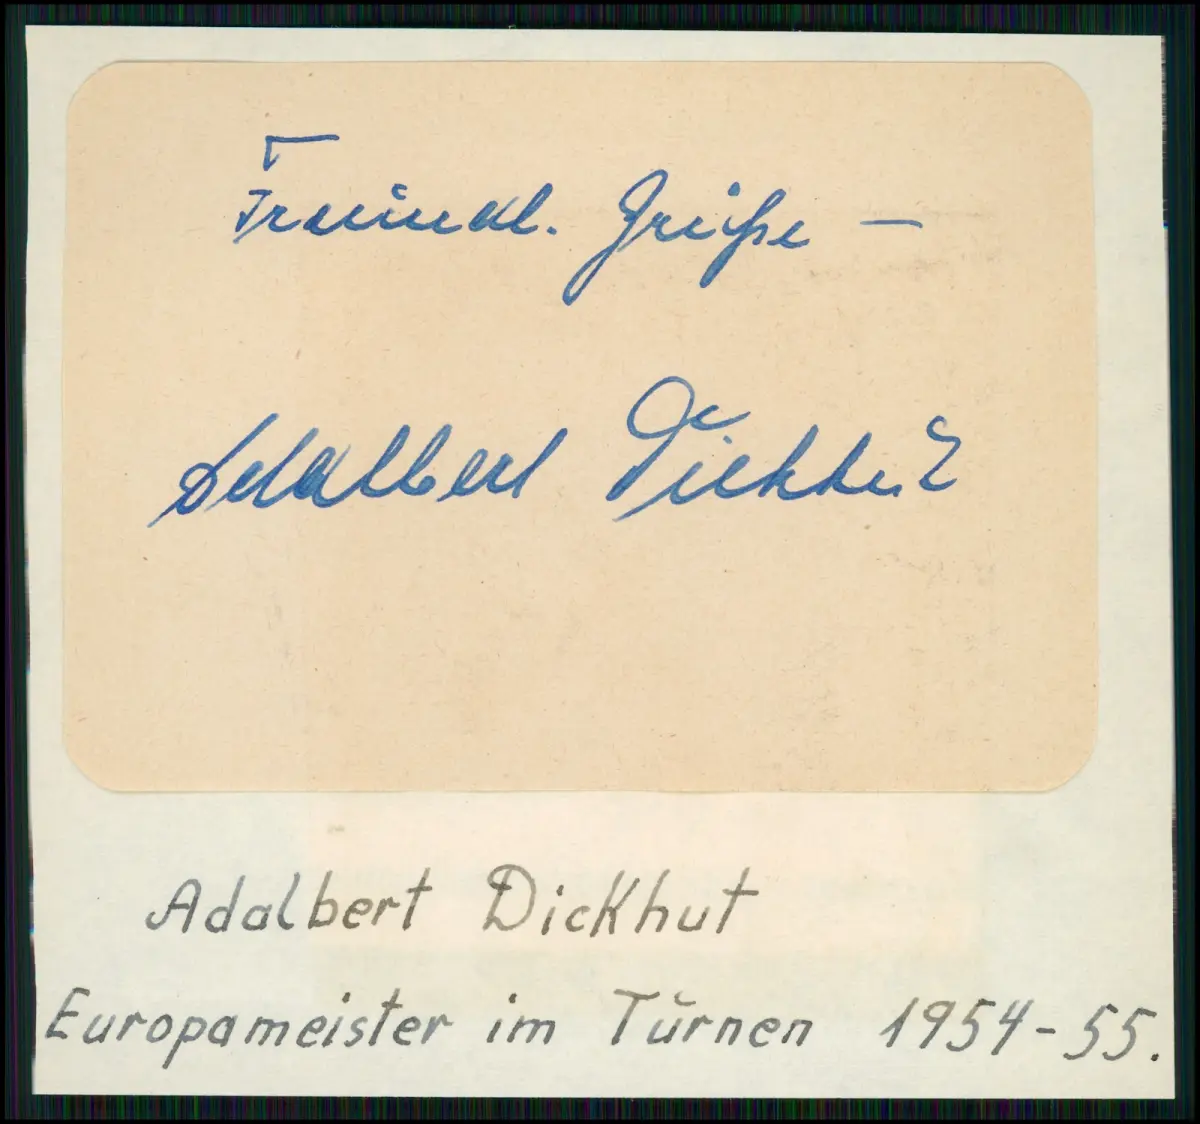 Freundl. Grüße —
Adalbert Dickhut
Adalbert Dickhut
Europameister im Turnen 1954-55.